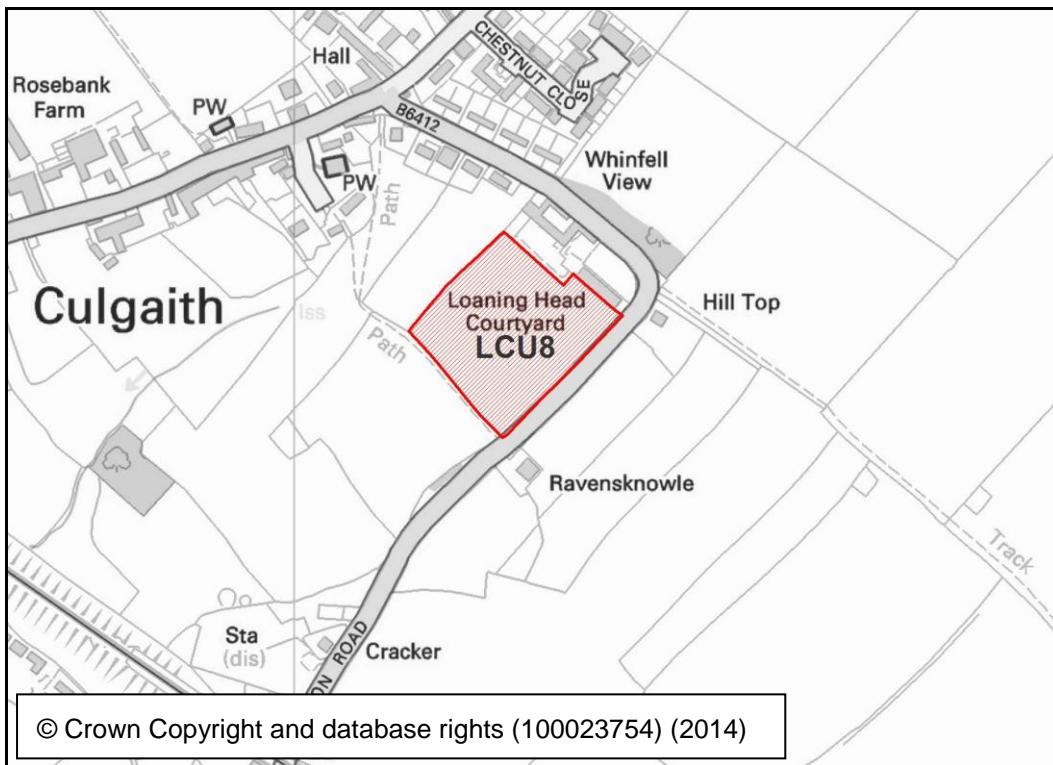 Hall
CHESTNUT CLOSE
Rosebank
Farm
PW
B6412
PW
Path
Whinfell
View
Culgaith
Iss
Path
Loaning Head
Courtyard
LCU8
Hill Top
Ravensknowle
Track
Sta
(dis)
Cracker
ON ROAD
© Crown Copyright and database rights (100023754) (2014)